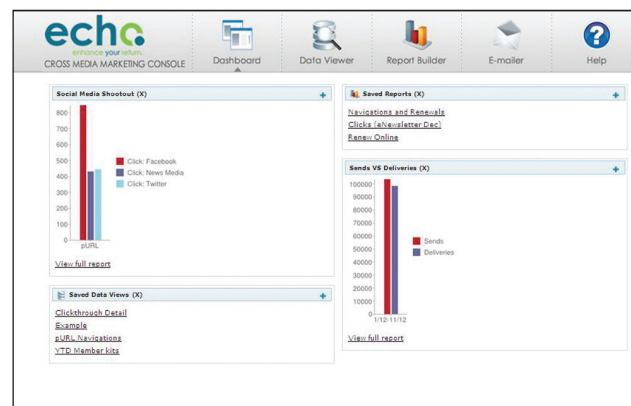 echo
enhance your return.
CROSS MEDIA MARKETING CONSOLE
Dashboard
Data Viewer
Report Builder
E-mailer
Help
Social Media Shootout (X)
800
700
600
500
400
300
200
100
0
pURL
Click: Facebook
Click: News Media
Click: Twitter
View full report
Saved Data Views (X)
Clickthrough Detail
Example
pURL Navigations
YTD Member kits
Saved Reports (X)
Navigations and Renewals
Clicks (eNewsletter Dec)
Renew Online
Sends VS Deliveries (X)
100000
90000
80000
70000
60000
50000
40000
30000
20000
10000
0
1/12-11/12
Sends
Deliveries
View full report